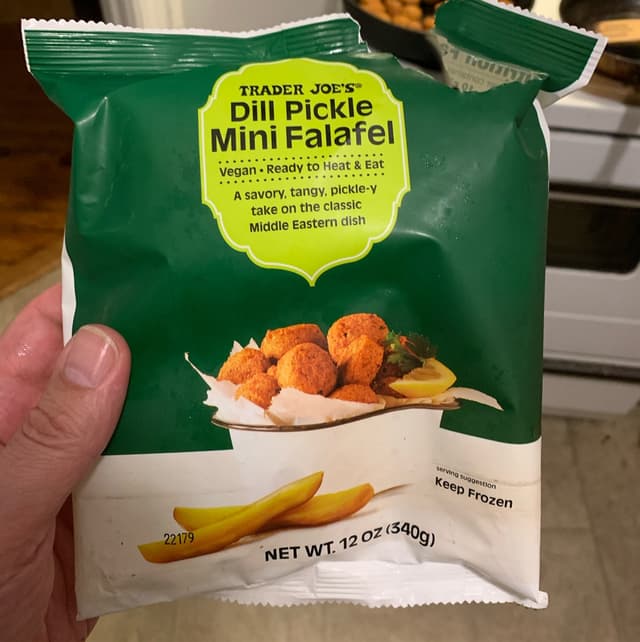 TRADER JOE'S®
Dill Pickle
Mini Falafel
Vegan • Ready to Heat & Eat
A savory, tangy, pickle-y
take on the classic
Middle Eastern dish
serving suggestion
Keep Frozen
22179
NET WT. 12 OZ (340g)